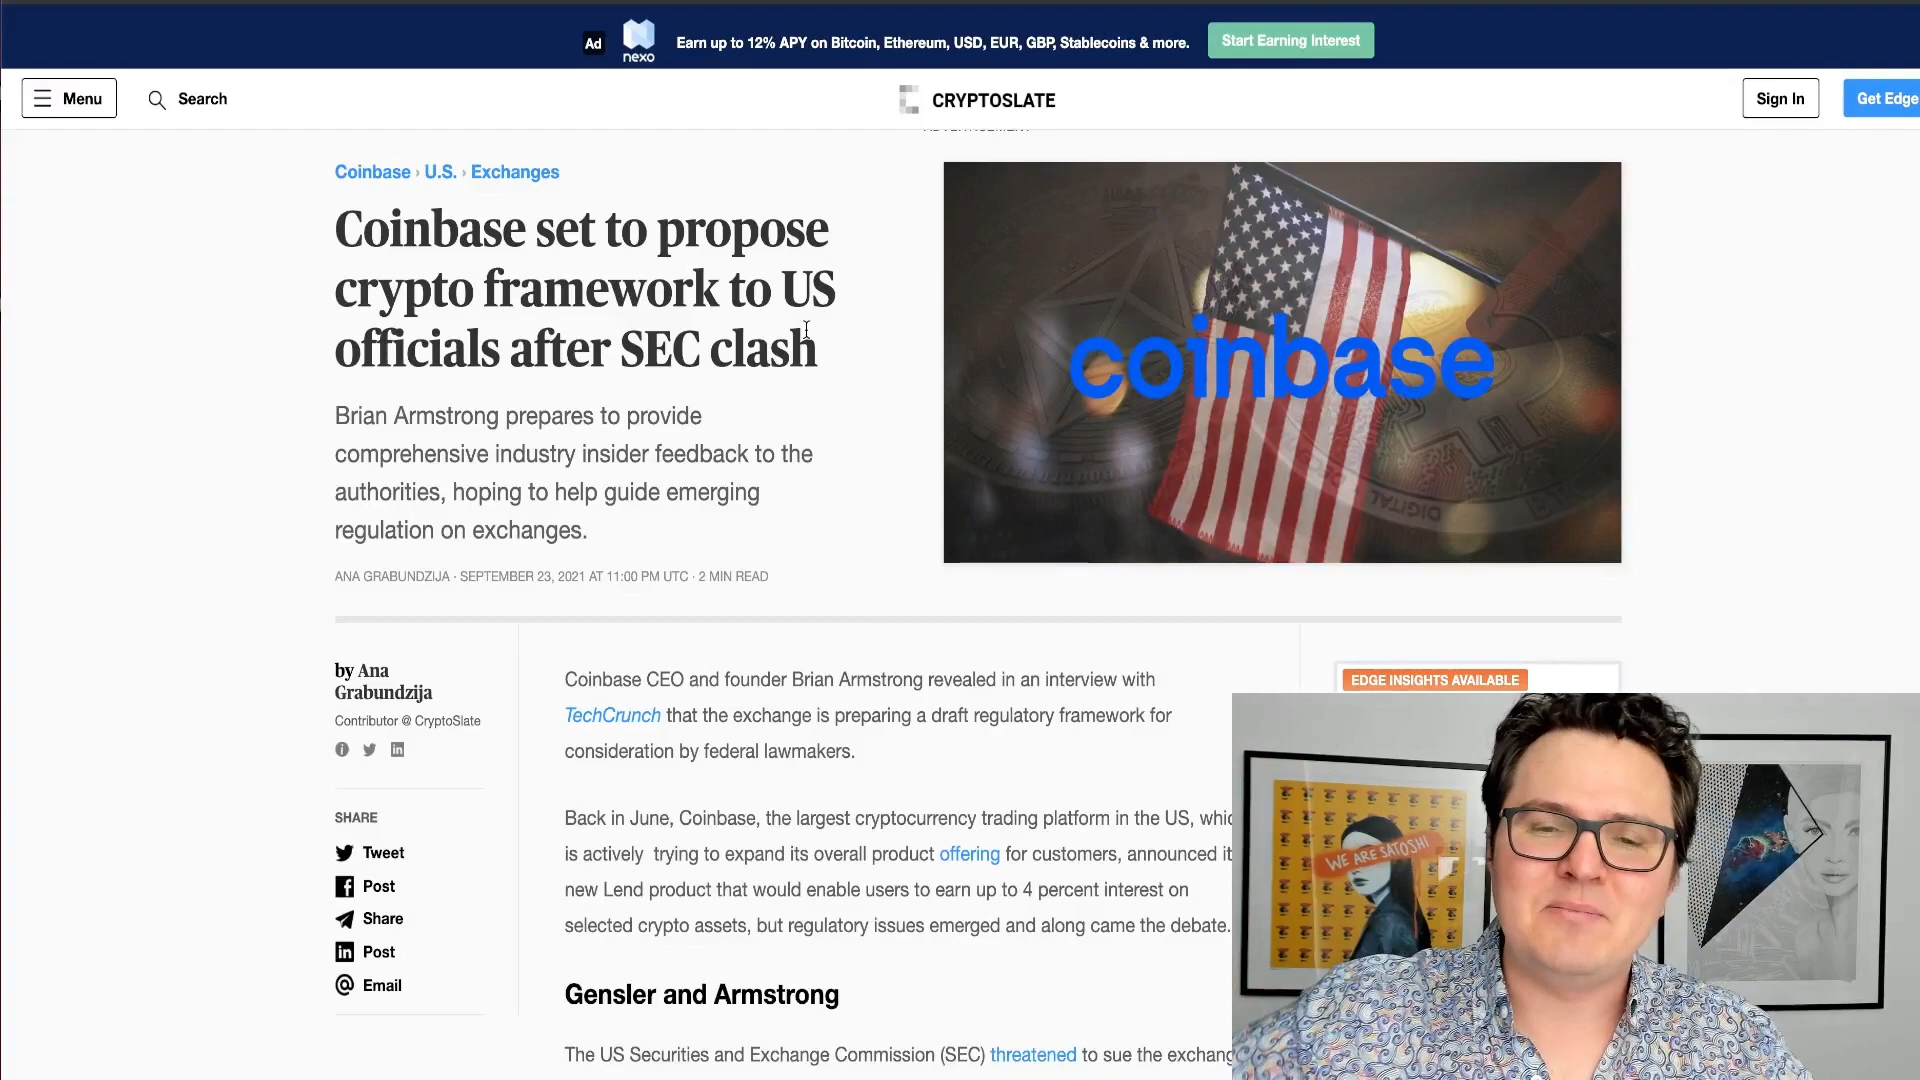 Ad
nexo
Earn up to 12% APY on Bitcoin, Ethereum, USD, EUR, GBP, Stablecoins & more.
Start Earning Interest
Menu
Search
CRYPTOSLATE
Sign In
Get Edge
ADVERTISEMENT
Coinbase › U.S. › Exchanges
Coinbase set to propose
crypto framework to US
officials after SEC clash
Brian Armstrong prepares to provide
comprehensive industry insider feedback to the
authorities, hoping to help guide emerging
regulation on exchanges.
ANA GRABUNDZIJA · SEPTEMBER 23, 2021 AT 11:00 PM UTC · 2 MIN READ
coinbase
DIGITAL
by Ana
Grabundzija
Contributor @ CryptoSlate
SHARE
Tweet
Post
Share
Post
Email
Coinbase CEO and founder Brian Armstrong revealed in an interview with
TechCrunch that the exchange is preparing a draft regulatory framework for
consideration by federal lawmakers.
Back in June, Coinbase, the largest cryptocurrency trading platform in the US, whic
is actively trying to expand its overall product offering for customers, announced it
new Lend product that would enable users to earn up to 4 percent interest on
selected crypto assets, but regulatory issues emerged and along came the debate.
Gensler and Armstrong
The US Securities and Exchange Commission (SEC) threatened to sue the exchang
EDGE INSIGHTS AVAILABLE
WE ARE SATOSHI